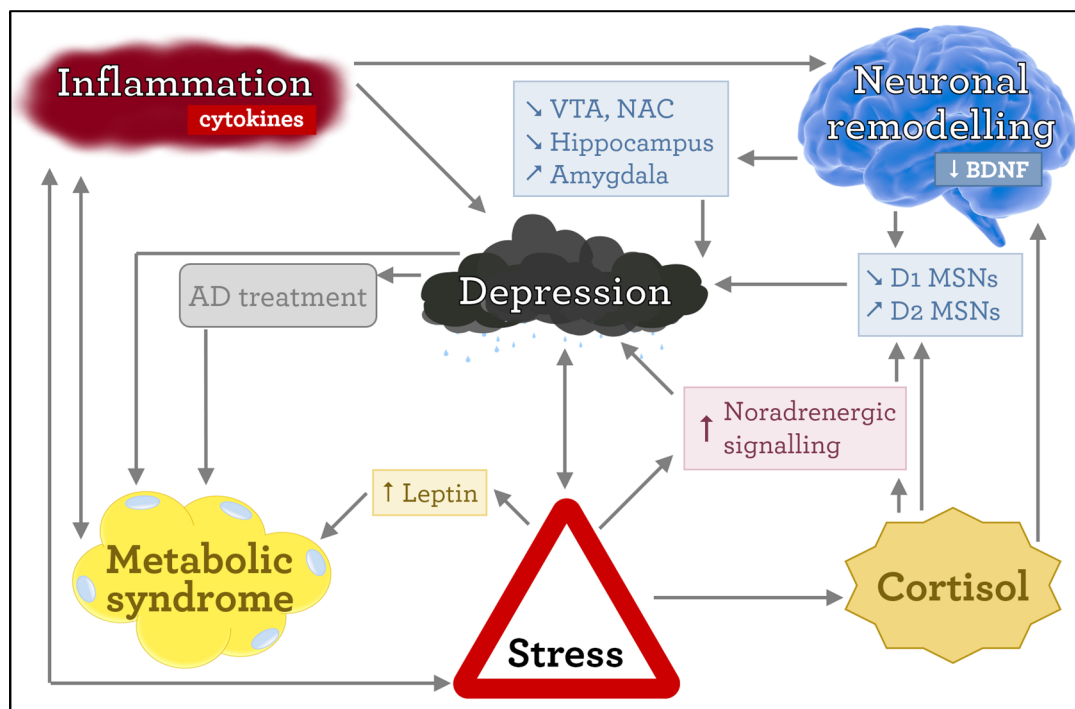 Inflammation
cytokines
↘ VTA, NAC
↘ Hippocampus
↗ Amygdala
Neuronal
remodelling
↓ BDNF
AD treatment
Depression
↘ D1 MSNs
↗ D2 MSNs
↑ Noradrenergic
signalling
↑ Leptin
Metabolic
syndrome
Stress
Cortisol